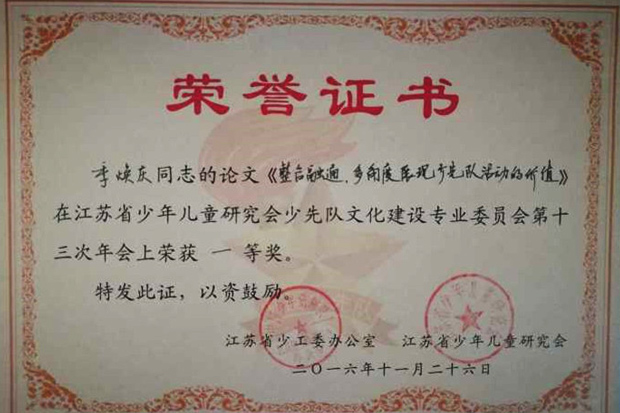 荣誉证书
季焕庆同志的论文《整合融通,多角度展现少先队活动的价值》
在江苏省少年儿童研究会少先队文化建设专业委员会第十
三次年会上荣获 一 等奖。
特发此证，以资鼓励。
江苏省少工委办公室 江苏省少年儿童研究会
二〇一六年十一月二十六日